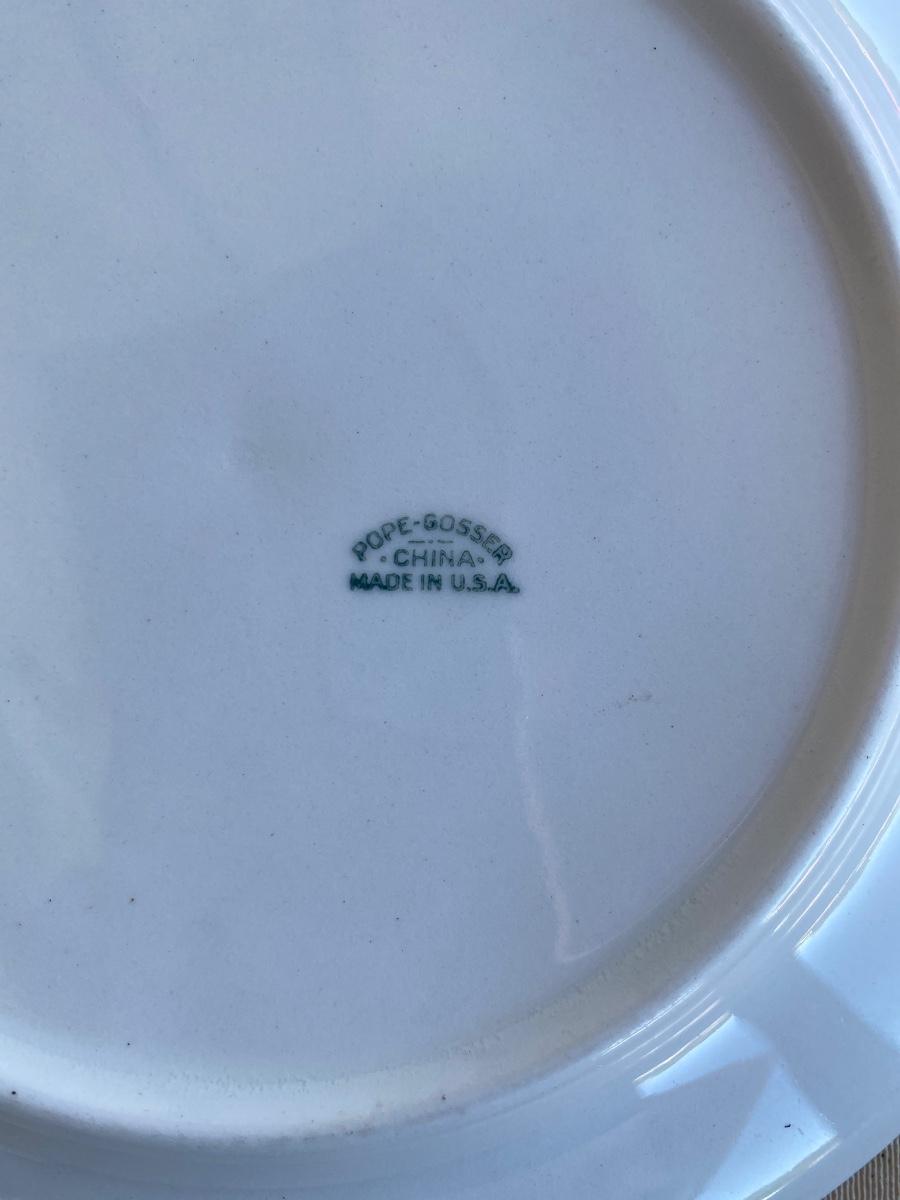 POPE-GOSSER
· CHINA ·
MADE IN U.S.A.